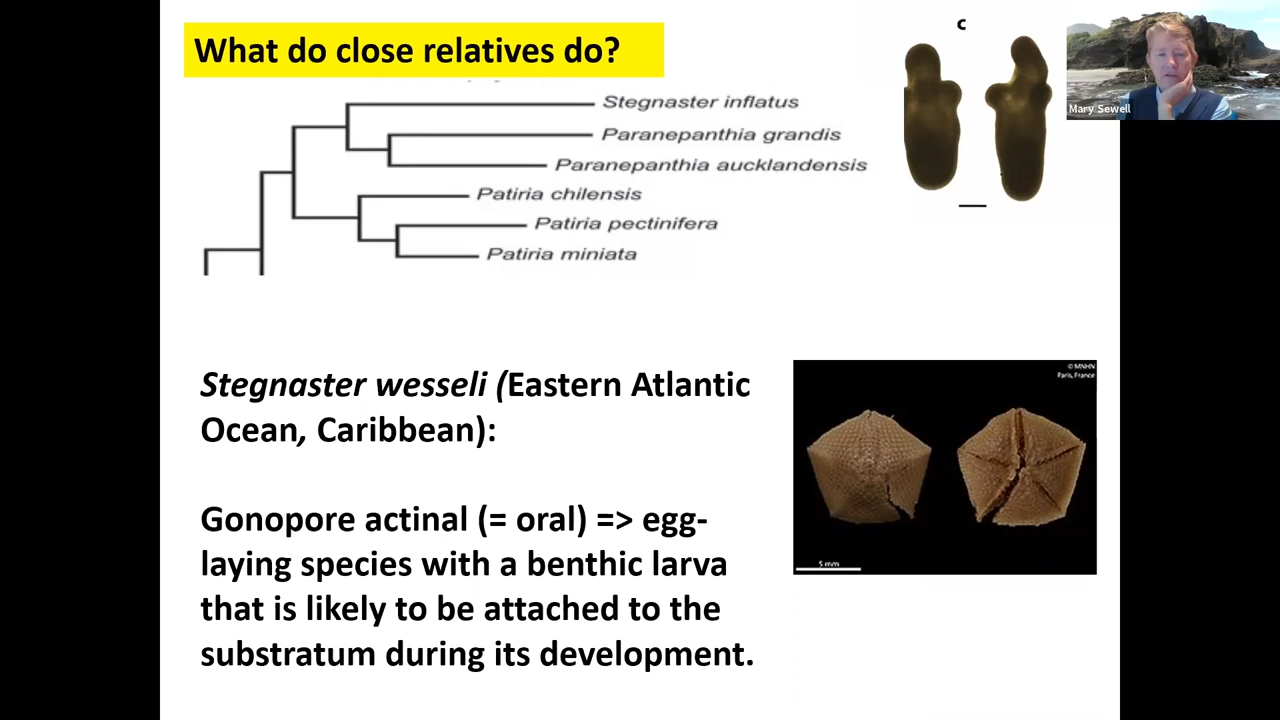 What do close relatives do?
c
Mary Sewell
Stegnaster inflatus
Paranepanthia grandis
Paranepanthia aucklandensis
Patiria chilensis
Patiria pectinifera
Patiria miniata
Stegnaster wesseli (Eastern Atlantic
Ocean, Caribbean):
Gonopore actinal (= oral) => egg-
laying species with a benthic larva
that is likely to be attached to the
substratum during its development.
© MNHN
Paris, France
5 mm